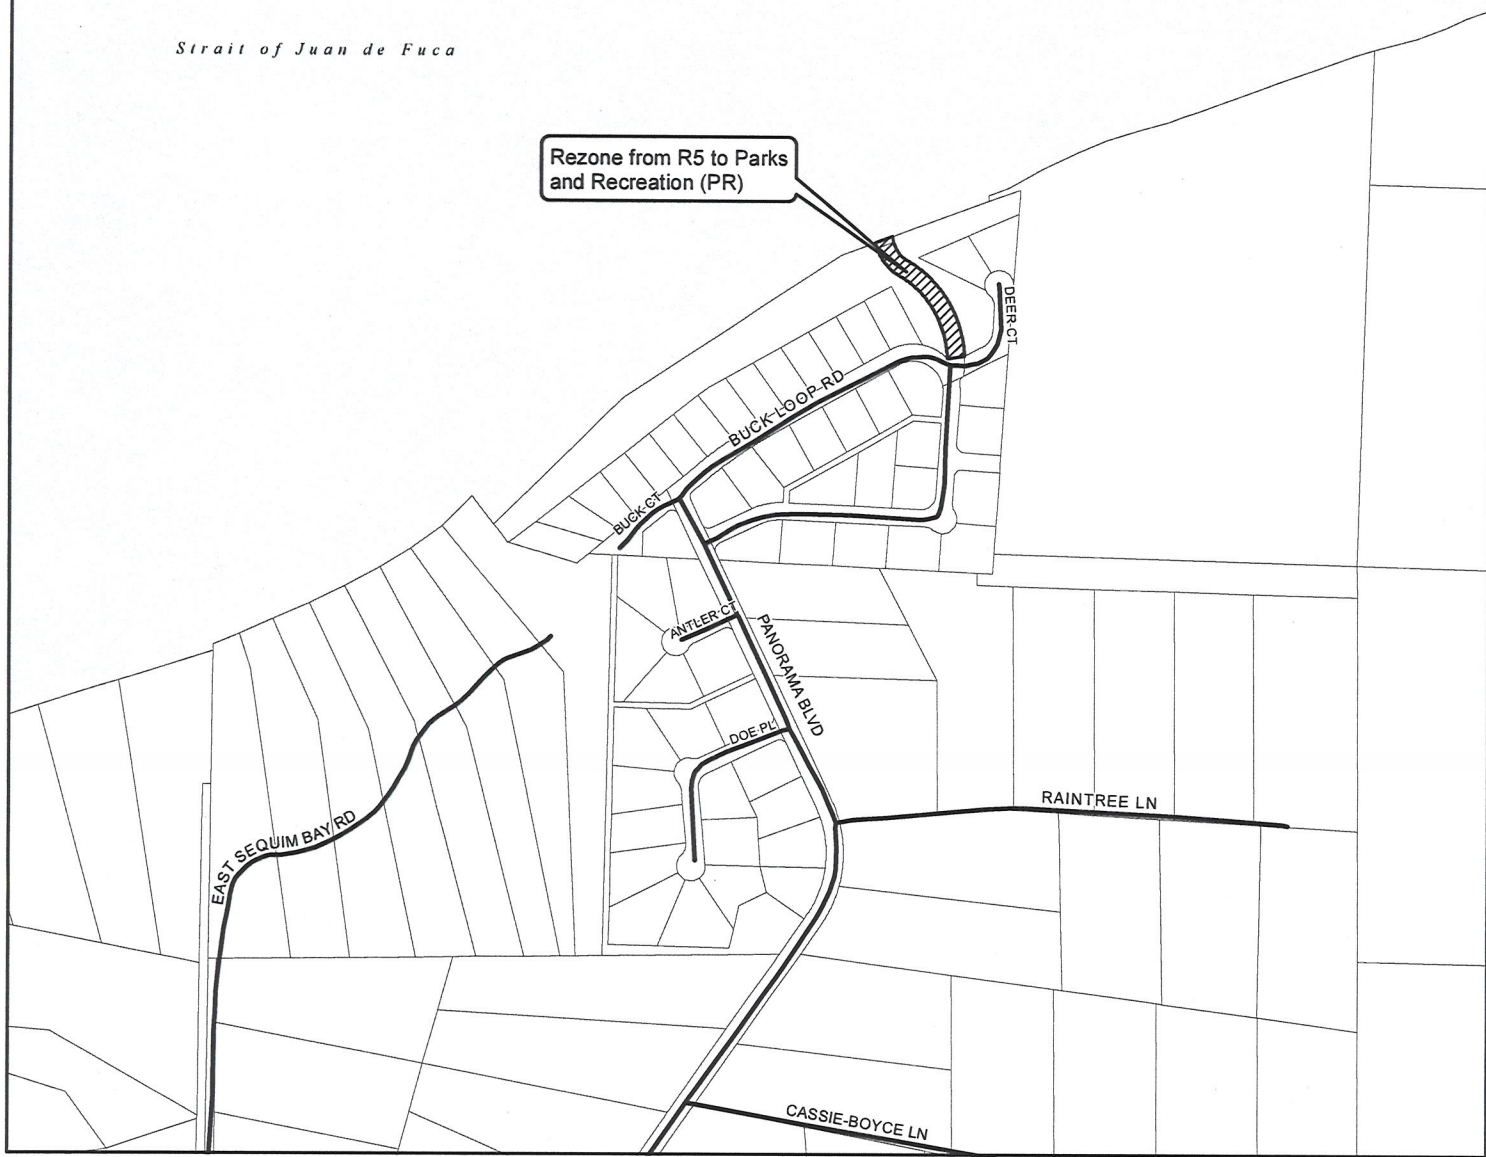 Strait of Juan de Fuca
Rezone from R5 to Parks
and Recreation (PR)
DEER CT
BUCK LOOP RD
BUCK CT
ANTLER CT
PANORAMA BLVD
DOE PL
RAINTREE LN
EAST SEQUIM BAY RD
CASSIE-BOYCE LN